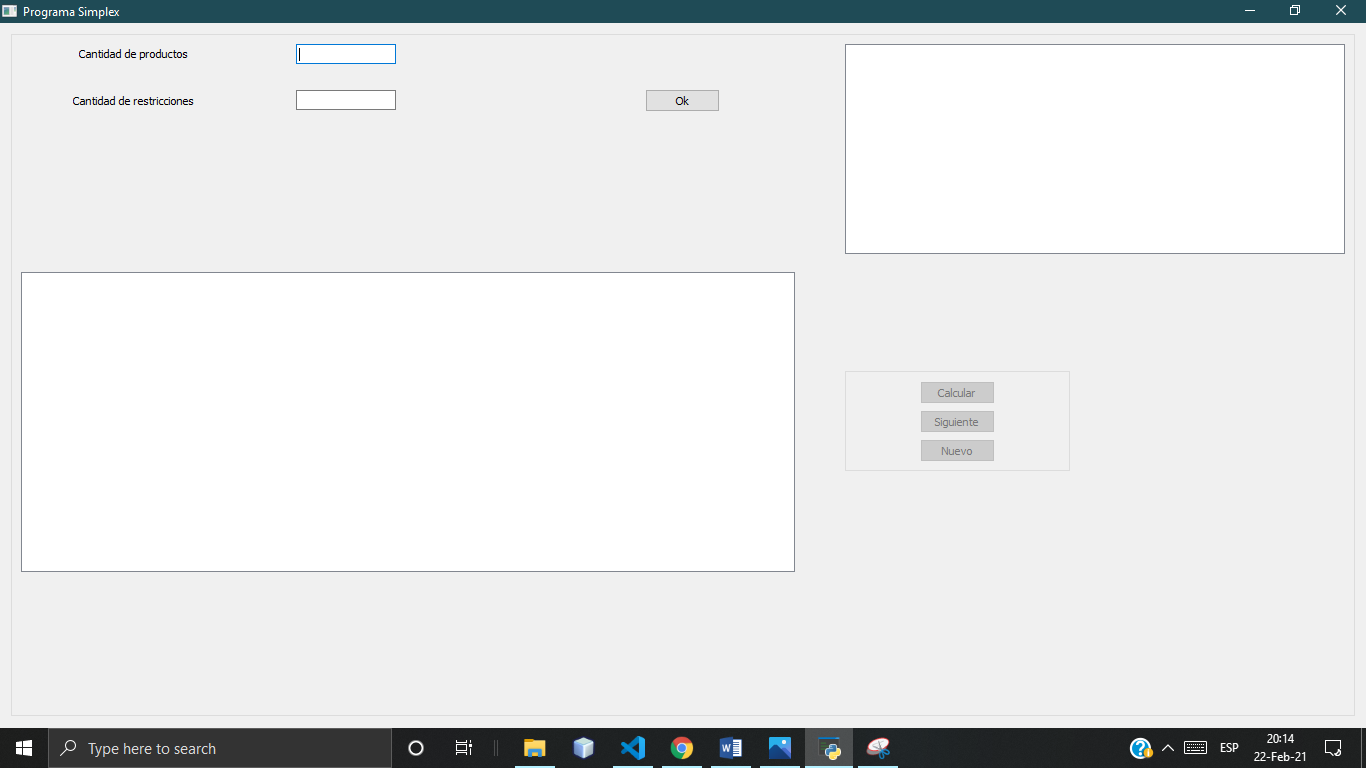 Programa Simplex
Cantidad de productos
Cantidad de restricciones
Ok
Calcular
Siguiente
Nuevo
Type here to search
ESP
20:14
22-Feb-21